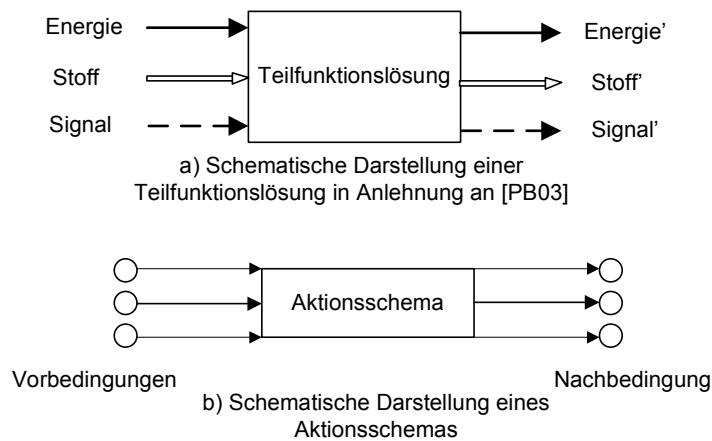 Energie
Energie'
Stoff
Teilfunktionslösung
Stoff'
Signal
Signal'
a) Schematische Darstellung einer
Teilfunktionslösung in Anlehnung an [PB03]
Aktionsschema
Vorbedingungen
Nachbedingung
b) Schematische Darstellung eines
Aktionsschemas